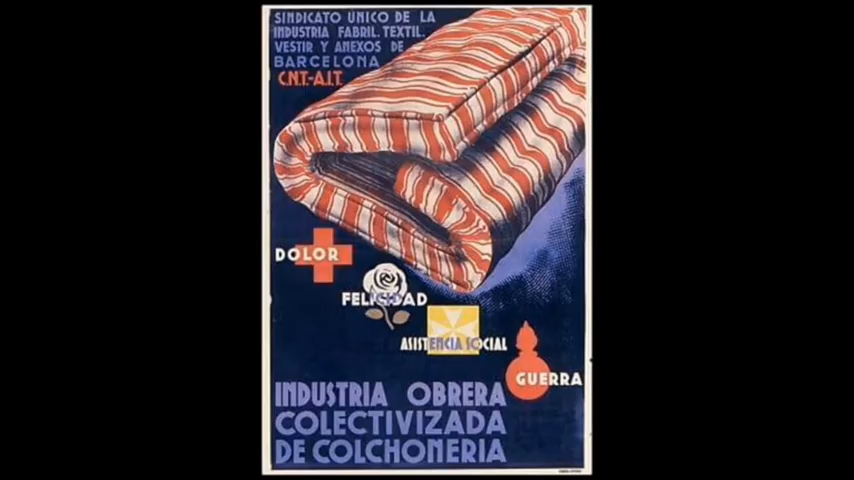 SINDICATO UNICO DE LA
INDUSTRIA FABRIL. TEXTIL.
VESTIR Y ANEXOS DE
BARCELONA
C.N.T.-A.I.T.
DOLOR
FELICIDAD
ASISTENCIA SOCIAL
GUERRA
INDUSTRIA OBRERA
COLECTIVIZADA
DE COLCHONERIA